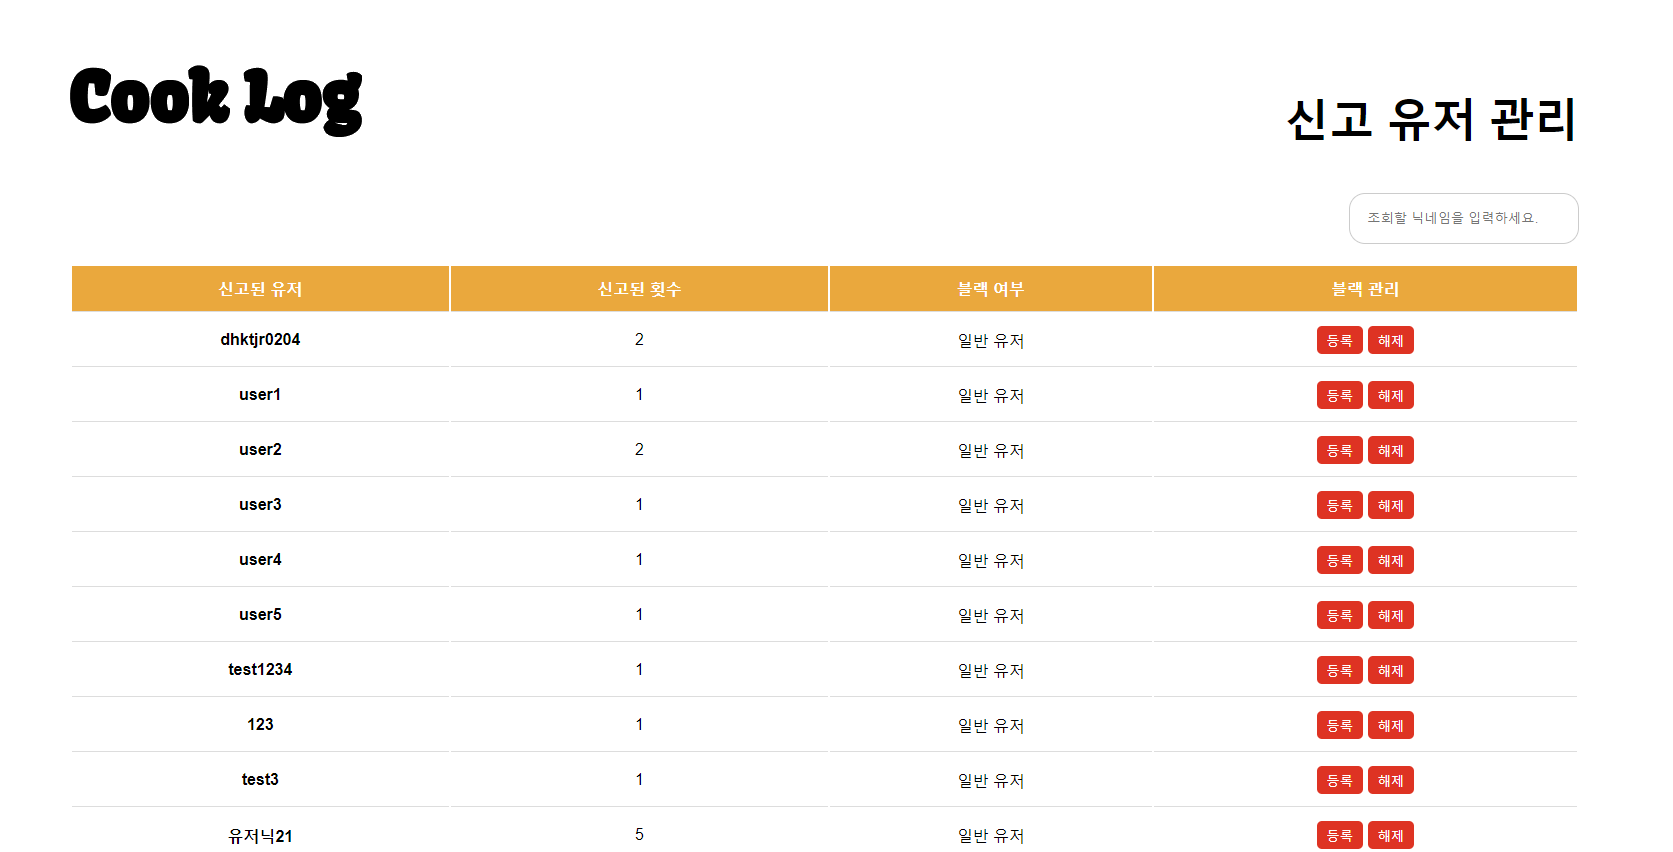 Cook Log
신고 유저 관리
조회할 닉네임을 입력하세요.
신고된 유저 신고된 횟수 블랙 여부 블랙 관리
dhktjr0204 2 일반 유저 등록 해제
user1 1 일반 유저 등록 해제
user2 2 일반 유저 등록 해제
user3 1 일반 유저 등록 해제
user4 1 일반 유저 등록 해제
user5 1 일반 유저 등록 해제
test1234 1 일반 유저 등록 해제
123 1 일반 유저 등록 해제
test3 1 일반 유저 등록 해제
유저닉21 5 일반 유저 등록 해제